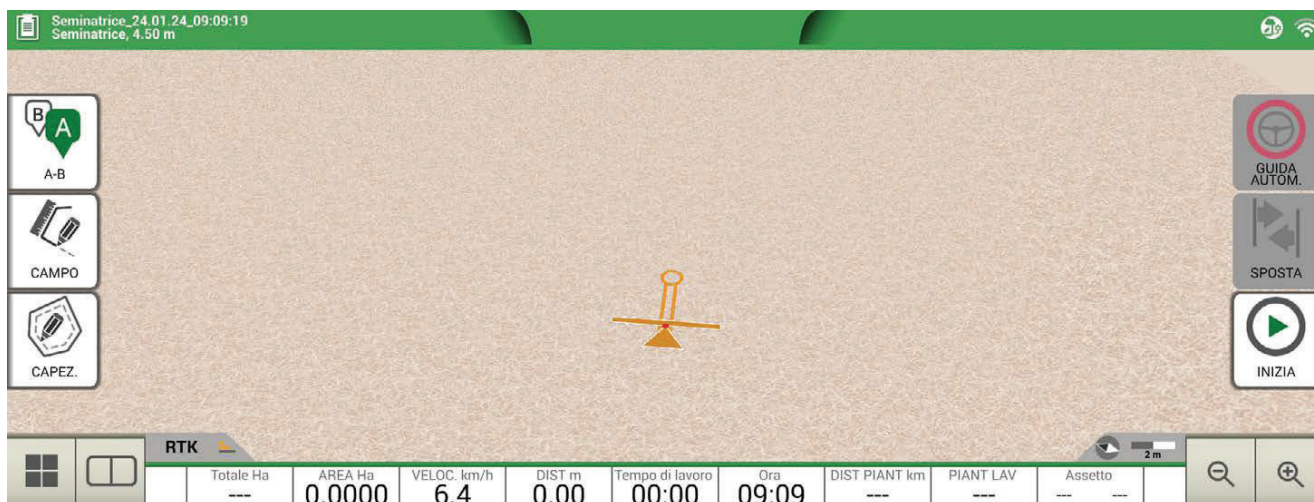 Seminatrice_24.01.24_09:09:19
Seminatrice, 4.50 m
B
A
A-B
CAMPO
CAPEZ.
GUIDA
AUTOM.
SPOSTA
INIZIA
RTK
2 m
Totale Ha
AREA Ha
VELOC. km/h
DIST m
Tempo di lavoro
Ora
DIST PIANT km
PIANT LAV
Assetto
---
0.0000
6.4
0.00
00:00
09:09
---
---
--- ---